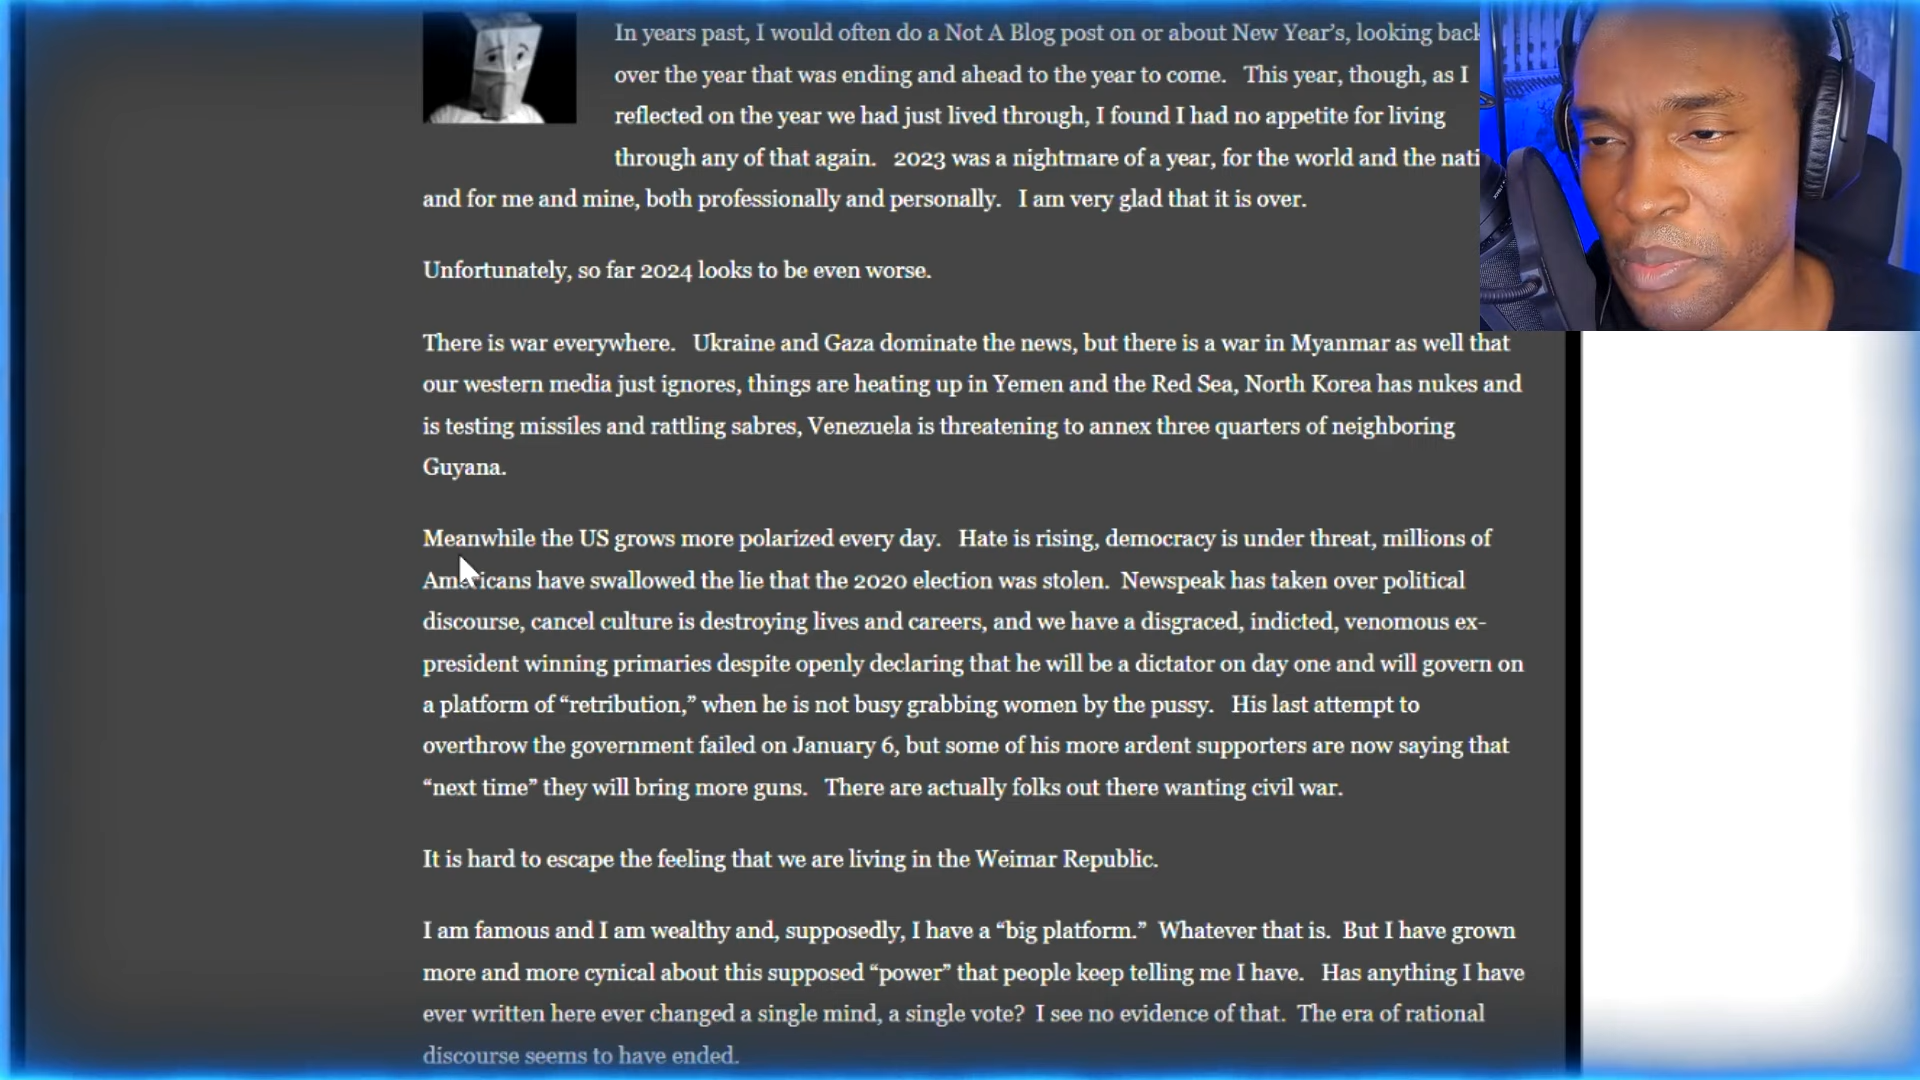 In years past, I would often do a Not A Blog post on or about New Year's, looking back
over the year that was ending and ahead to the year to come. This year, though, as I
reflected on the year we had just lived through, I found I had no appetite for living
through any of that again. 2023 was a nightmare of a year, for the world and the nati
and for me and mine, both professionally and personally. I am very glad that it is over.
Unfortunately, so far 2024 looks to be even worse.
There is war everywhere. Ukraine and Gaza dominate the news, but there is a war in Myanmar as well that
our western media just ignores, things are heating up in Yemen and the Red Sea, North Korea has nukes and
is testing missiles and rattling sabres, Venezuela is threatening to annex three quarters of neighboring
Guyana.
Meanwhile the US grows more polarized every day. Hate is rising, democracy is under threat, millions of
Americans have swallowed the lie that the 2020 election was stolen. Newspeak has taken over political
discourse, cancel culture is destroying lives and careers, and we have a disgraced, indicted, venomous ex-
president winning primaries despite openly declaring that he will be a dictator on day one and will govern on
a platform of “retribution,” when he is not busy grabbing women by the pussy. His last attempt to
overthrow the government failed on January 6, but some of his more ardent supporters are now saying that
“next time” they will bring more guns. There are actually folks out there wanting civil war.
It is hard to escape the feeling that we are living in the Weimar Republic.
I am famous and I am wealthy and, supposedly, I have a “big platform.” Whatever that is. But I have grown
more and more cynical about this supposed “power” that people keep telling me I have. Has anything I have
ever written here ever changed a single mind, a single vote? I see no evidence of that. The era of rational
discourse seems to have ended.